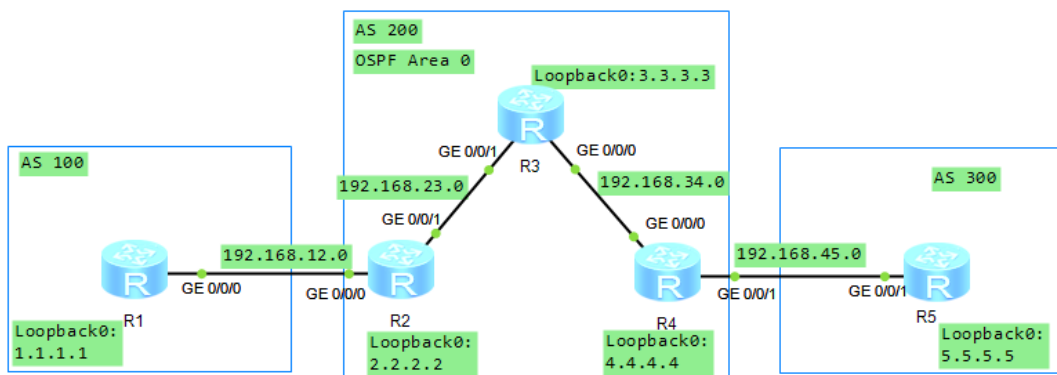 AS 200
OSPF Area 0
Loopback0:3.3.3.3
R
R3
GE 0/0/1
GE 0/0/0
AS 100
192.168.23.0
192.168.34.0
AS 300
GE 0/0/1
GE 0/0/0
192.168.12.0
192.168.45.0
R
R
R
R
GE 0/0/0
GE 0/0/0
GE 0/0/1
GE 0/0/1
R1
R2
R4
R5
Loopback0:
1.1.1.1
Loopback0:
2.2.2.2
Loopback0:
4.4.4.4
Loopback0:
5.5.5.5